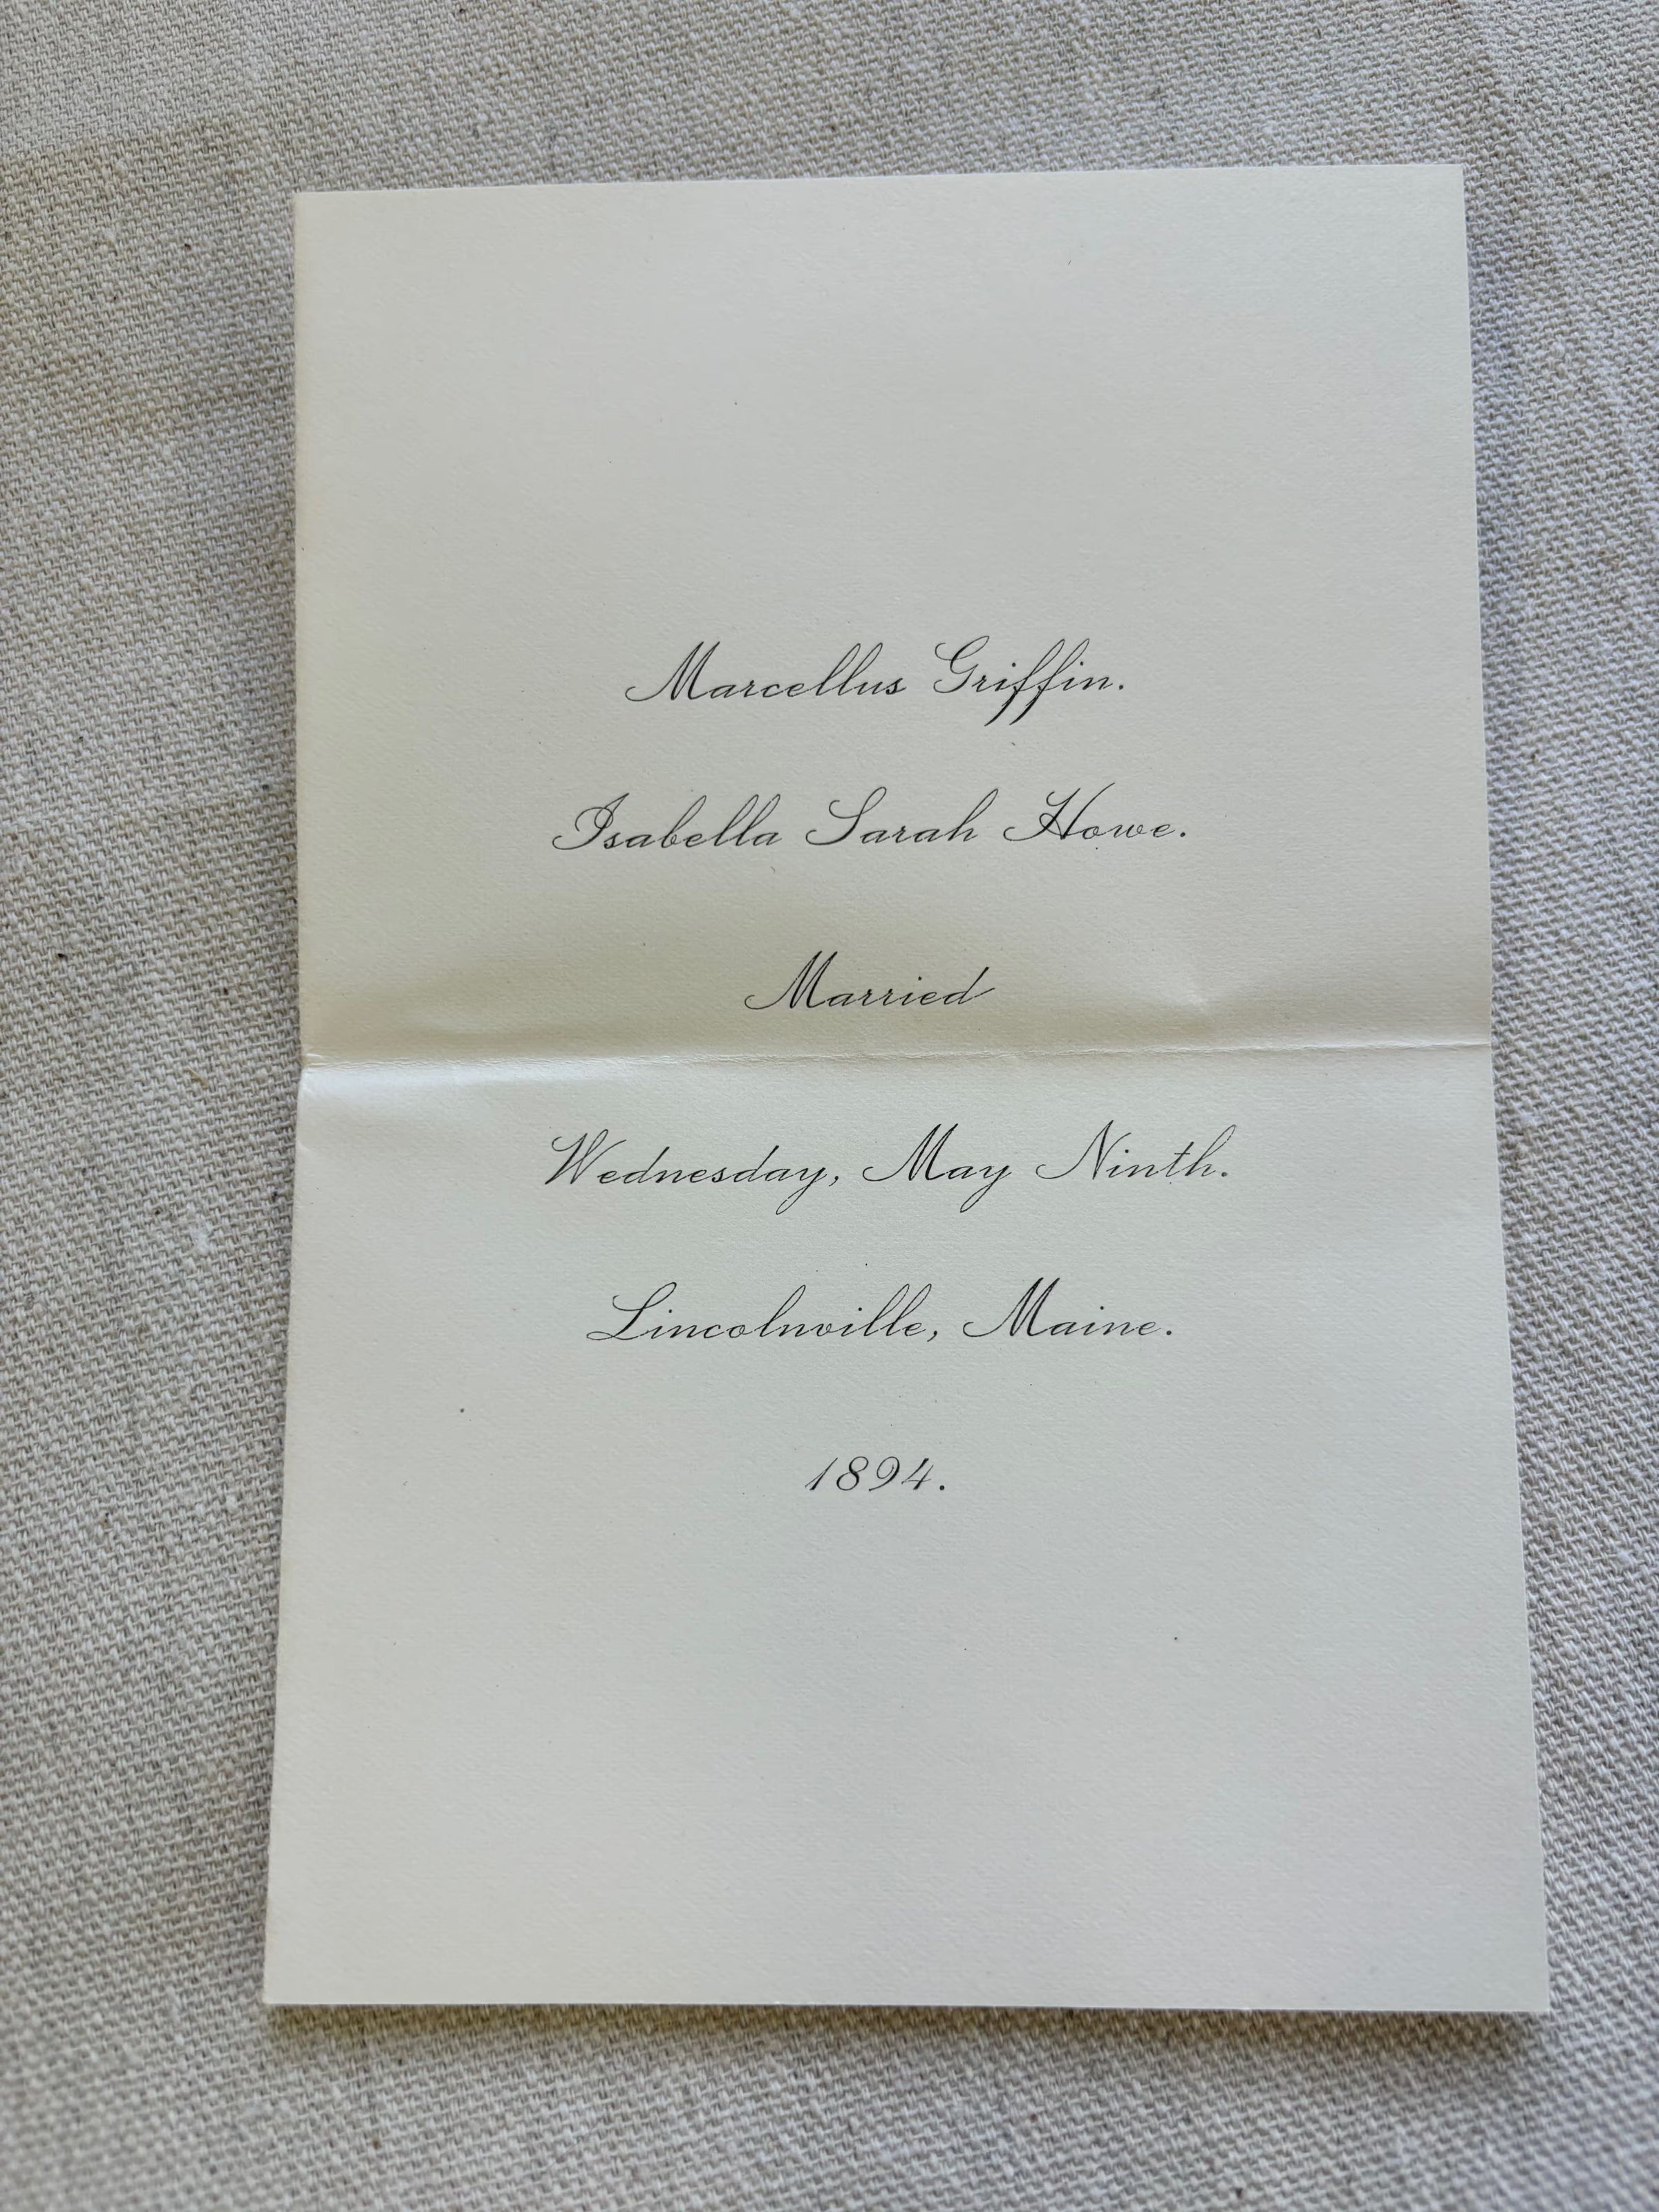 Marcellus Griffin.
Isabella Sarah Howe.
Married
Wednesday, May Ninth.
Lincolnville, Maine.
1894.